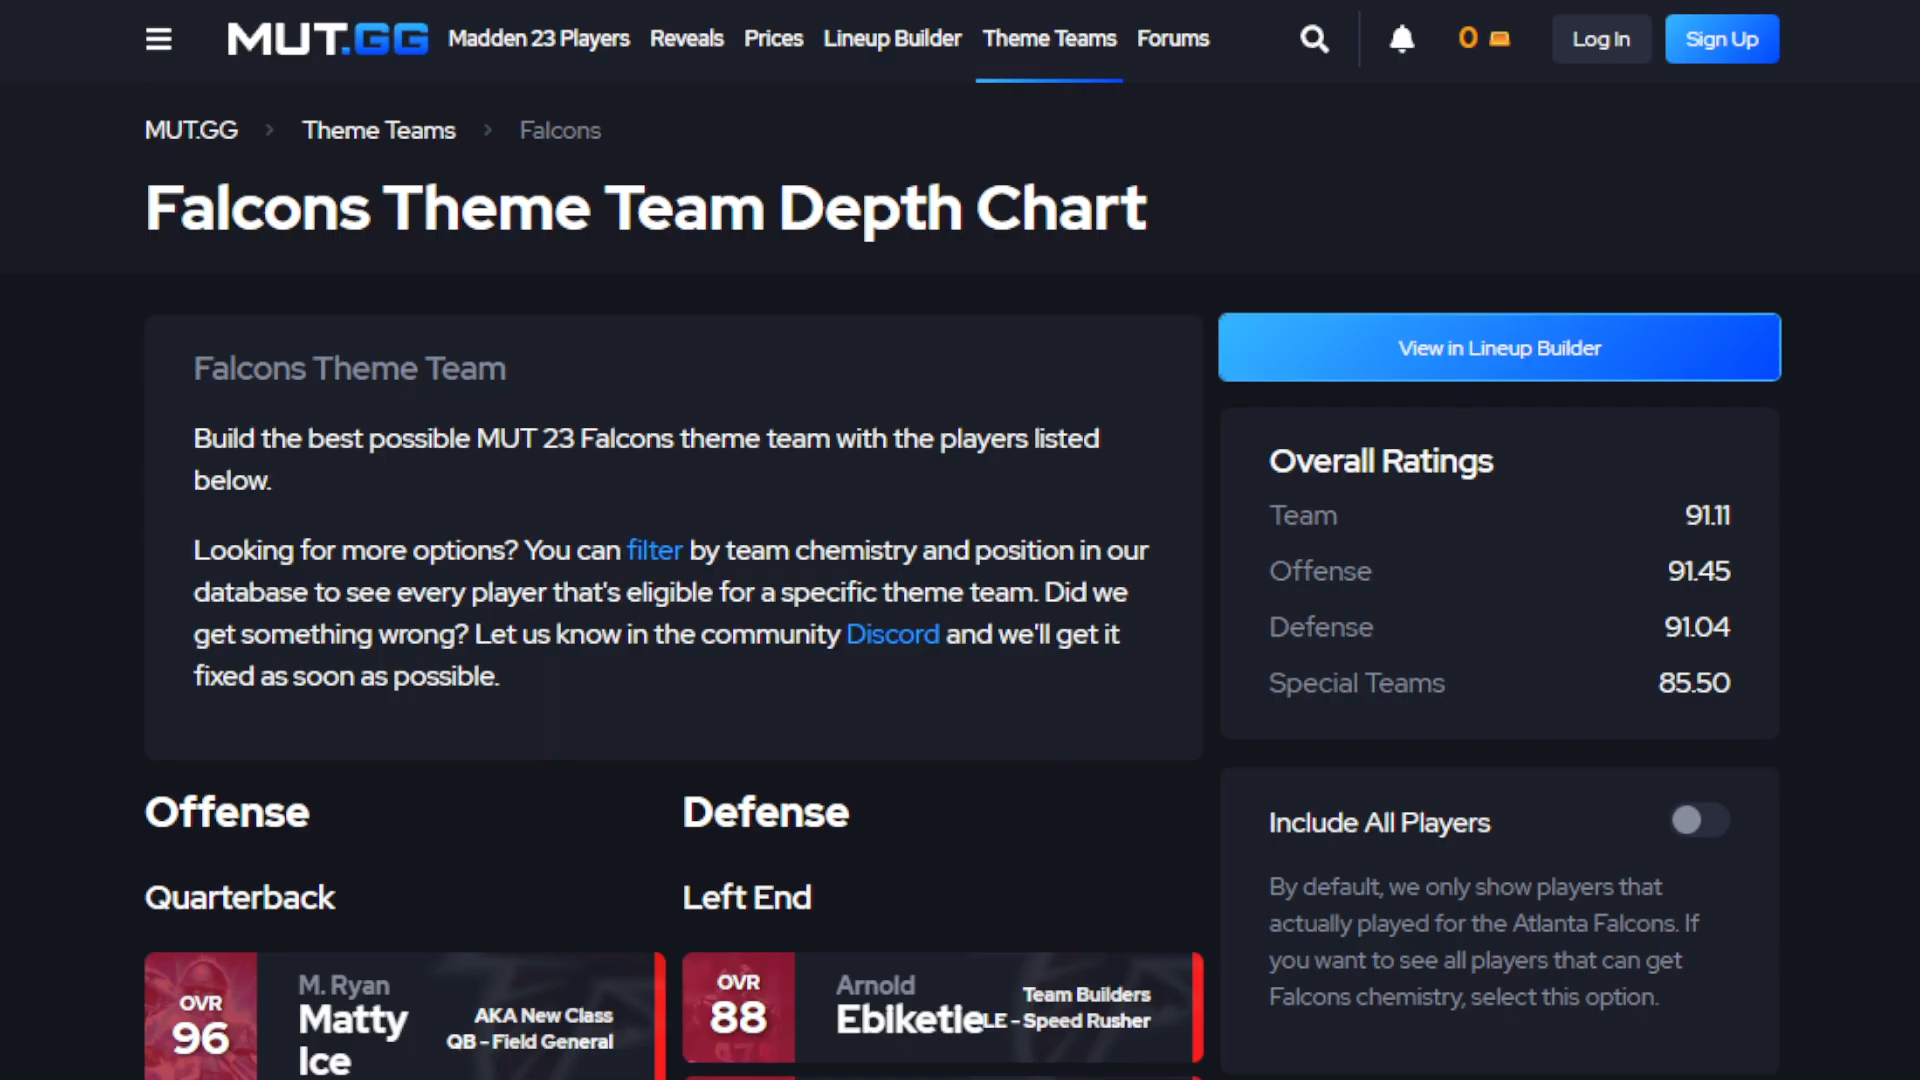 MUT.GG Madden 23 Players Reveals Prices Lineup Builder Theme Teams Forums 0 Log In Sign Up
MUT.GG > Theme Teams > Falcons
Falcons Theme Team Depth Chart
Falcons Theme Team
Build the best possible MUT 23 Falcons theme team with the players listed
below.
Looking for more options? You can filter by team chemistry and position in our
database to see every player that's eligible for a specific theme team. Did we
get something wrong? Let us know in the community Discord and we'll get it
fixed as soon as possible.
View in Lineup Builder
Overall Ratings
Team 91.11
Offense 91.45
Defense 91.04
Special Teams 85.50
Include All Players
By default, we only show players that
actually played for the Atlanta Falcons. If
you want to see all players that can get
Falcons chemistry, select this option.
Offense
Quarterback
OVR
96
M. Ryan
Matty
Ice
AKA New Class
QB - Field General
Defense
Left End
OVR
88
Arnold
Ebiketie
Team Builders
LE - Speed Rusher